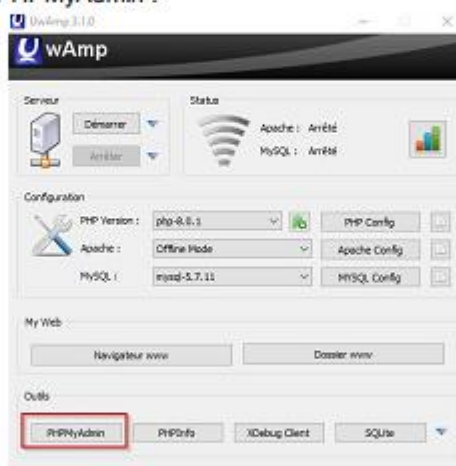 PHPMyAdmin :
UwAmp 3.1.0
wAmp
Serveur
Status
Démarrer
Arrêter
Apache : Arrêté
MySQL : Arrêté
Configuration
PHP Version : php-8.0.1 PHP Config
Apache : Offline Mode Apache Config
MySQL : mysql-5.7.11 MYSQL Config
My Web
Navigateur www Dossier www
Outils
PHPMyAdmin PHPInfo XDebug Client SQLite